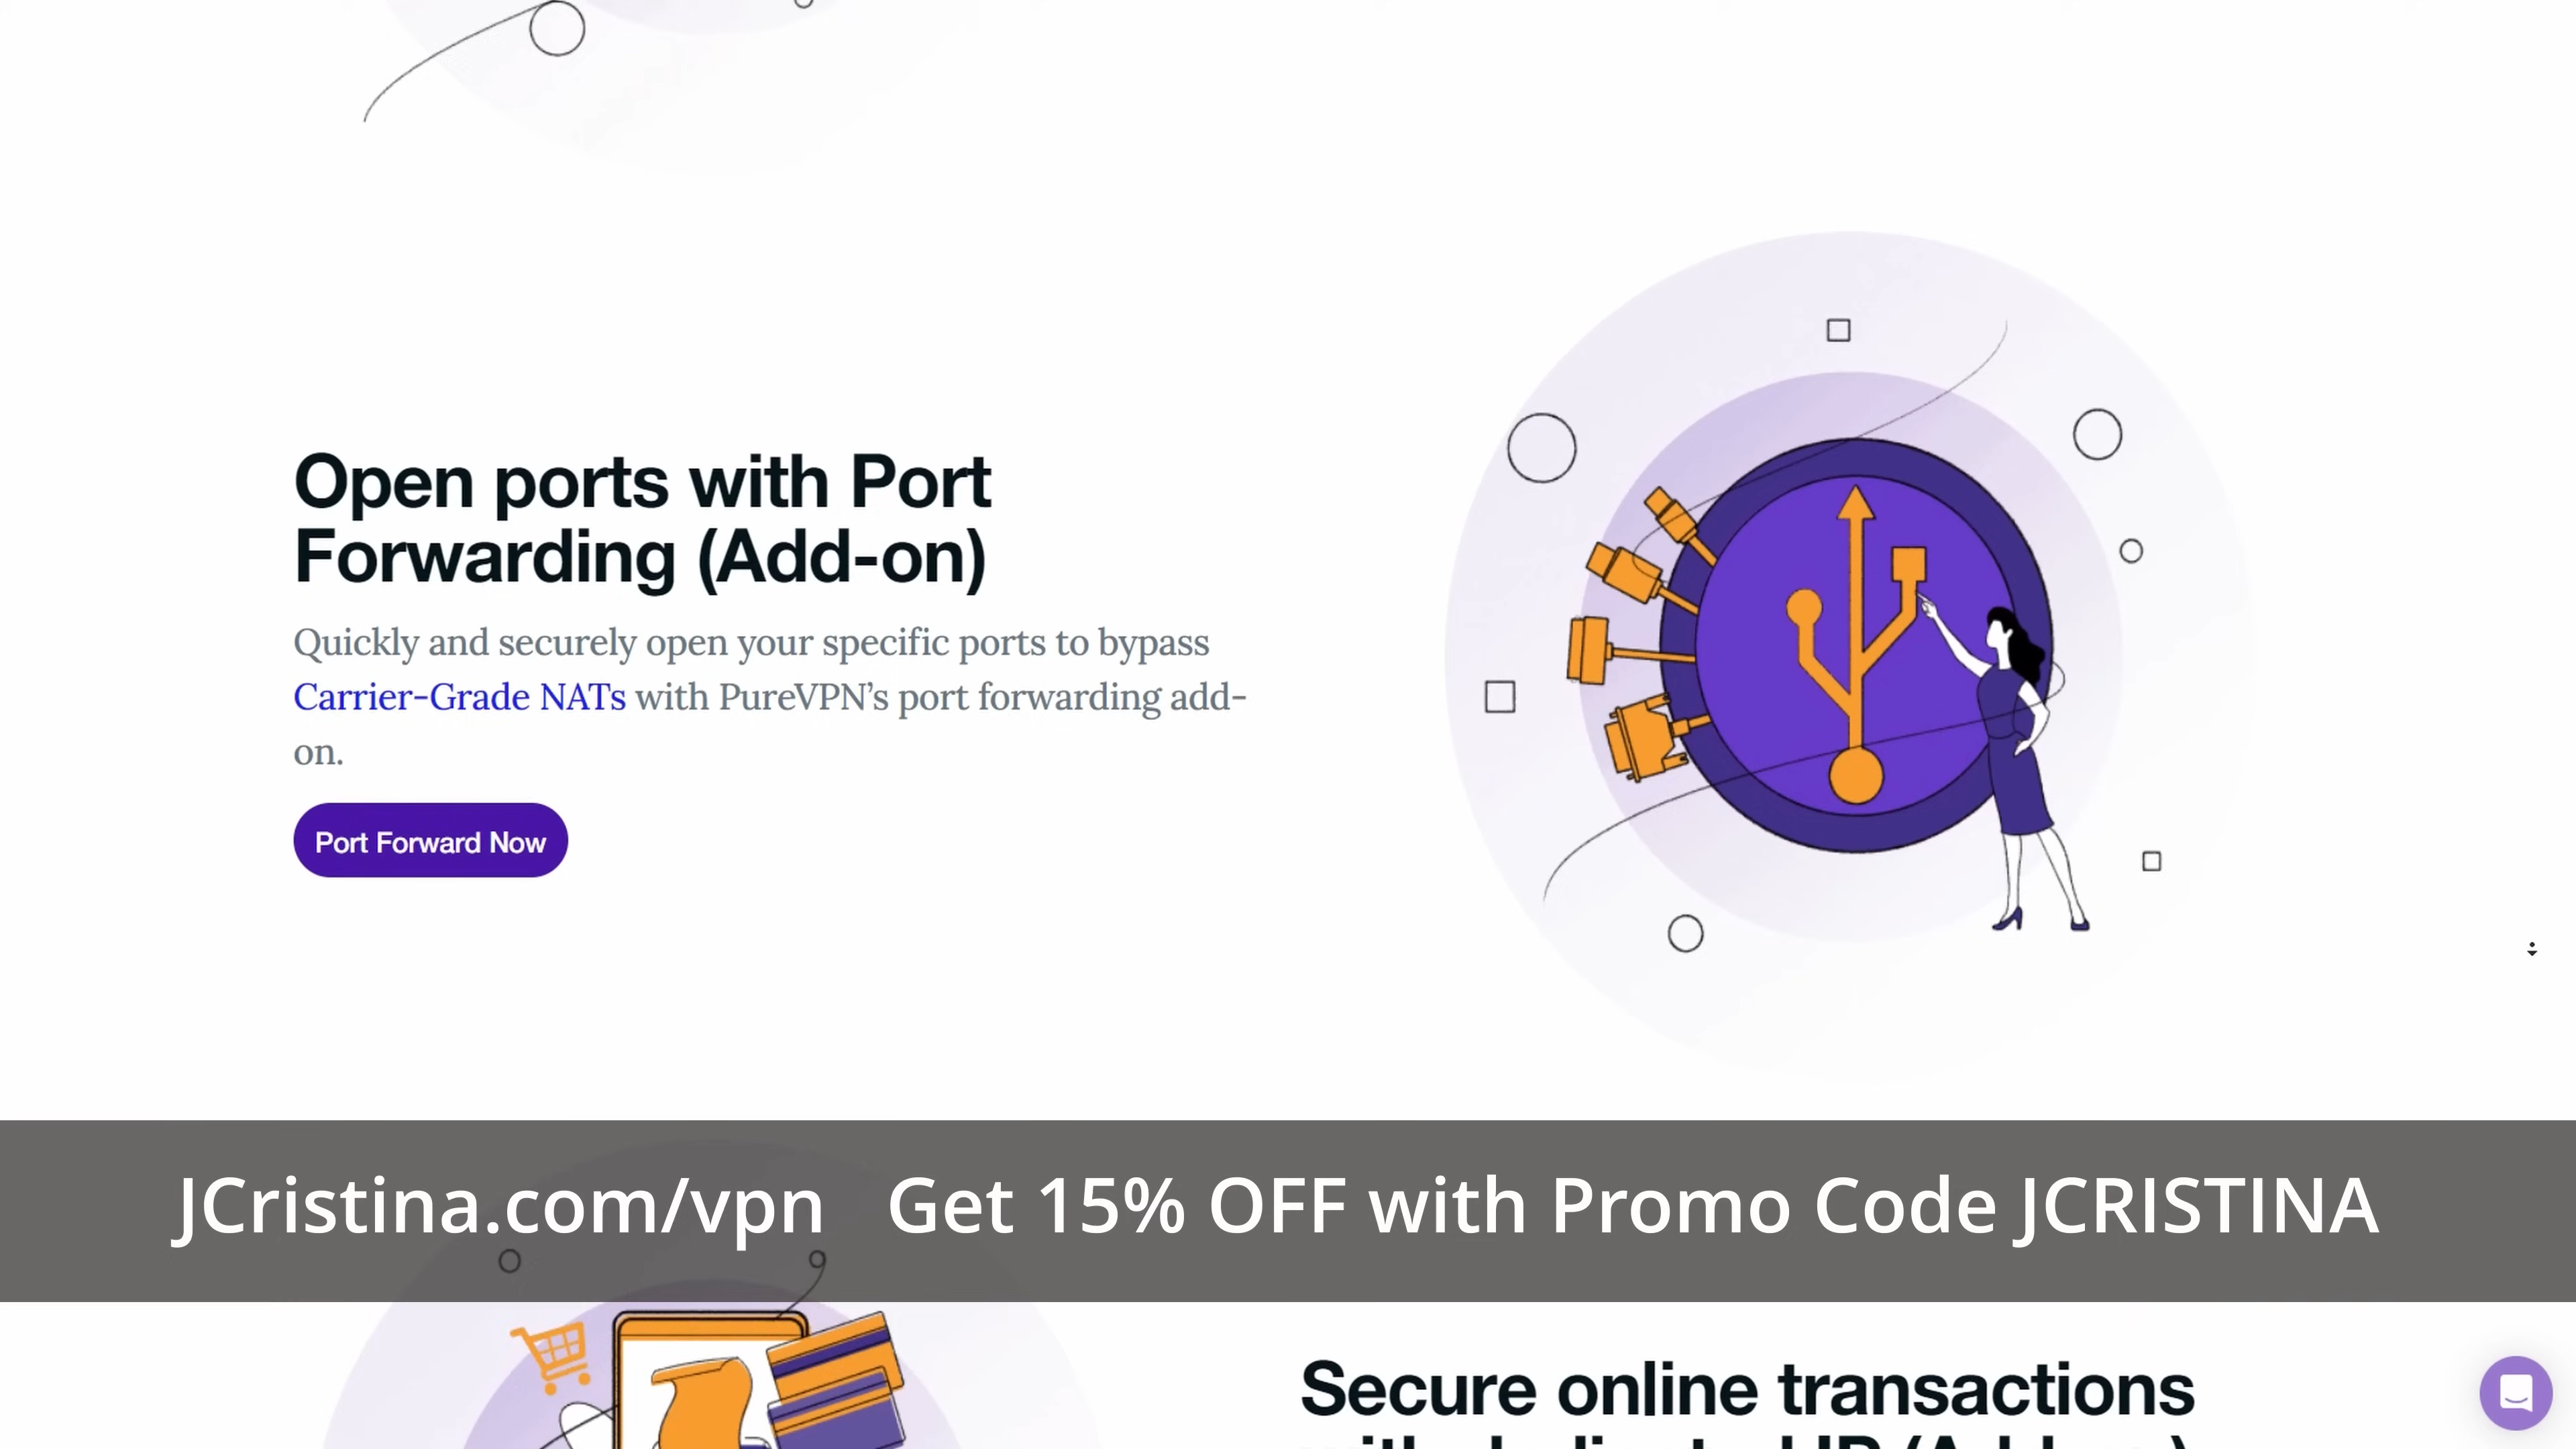 Open ports with Port
Forwarding (Add-on)
Quickly and securely open your specific ports to bypass
Carrier-Grade NATs with PureVPN’s port forwarding add-
on.
Port Forward Now
JCristina.com/vpn Get 15% OFF with Promo Code JCRISTINA
Secure online transactions